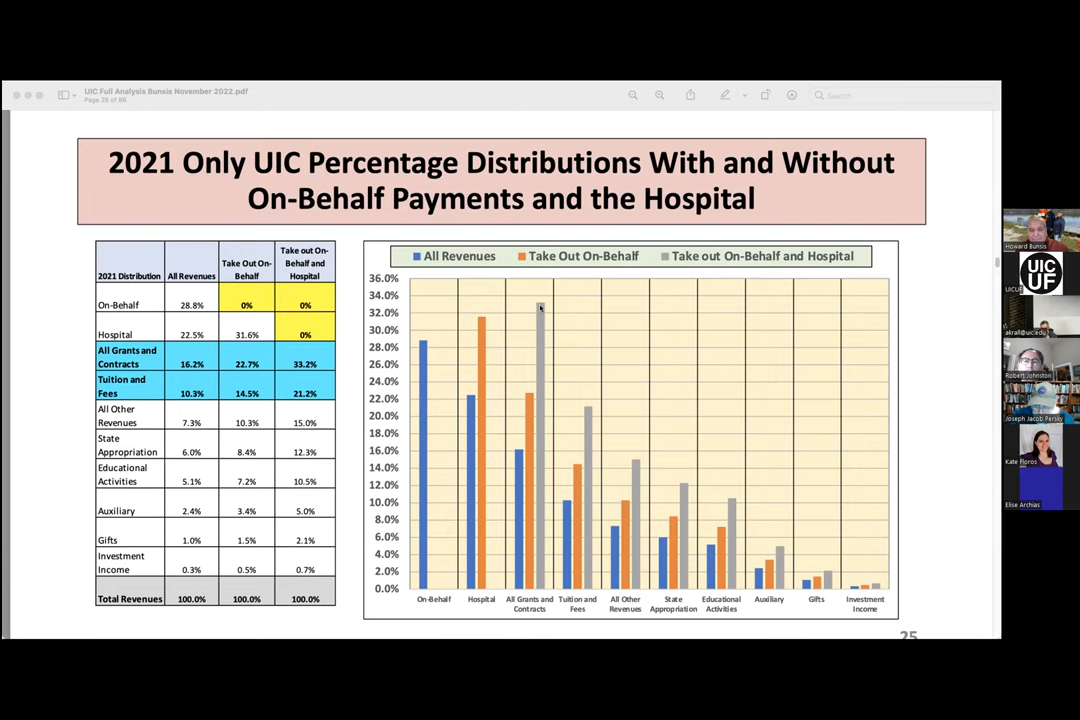 UIC Full Analysis Bunsis November 2022.pdf
Page 25 of 86
Search
2021 Only UIC Percentage Distributions With and Without
On-Behalf Payments and the Hospital
2021 Distribution All Revenues Take Out On-Behalf Take out On-Behalf and Hospital
On-Behalf 28.8% 0% 0%
Hospital 22.5% 31.6% 0%
All Grants and Contracts 16.2% 22.7% 33.2%
Tuition and Fees 10.3% 14.5% 21.2%
All Other Revenues 7.3% 10.3% 15.0%
State Appropriation 6.0% 8.4% 12.3%
Educational Activities 5.1% 7.2% 10.5%
Auxiliary 2.4% 3.4% 5.0%
Gifts 1.0% 1.5% 2.1%
Investment Income 0.3% 0.5% 0.7%
Total Revenues 100.0% 100.0% 100.0%
All Revenues Take Out On-Behalf Take out On-Behalf and Hospital
36.0%
34.0%
32.0%
30.0%
28.0%
26.0%
24.0%
22.0%
20.0%
18.0%
16.0%
14.0%
12.0%
10.0%
8.0%
6.0%
4.0%
2.0%
0.0%
On-Behalf Hospital All Grants and Contracts Tuition and Fees All Other Revenues State Appropriation Educational Activities Auxiliary Gifts Investment Income
25
Howard Bunsis
UIC
UF
UICUF
akrall@uic.edu
Robert Johnston
Joseph Jacob Persky
Kate Floros
Elise Archias